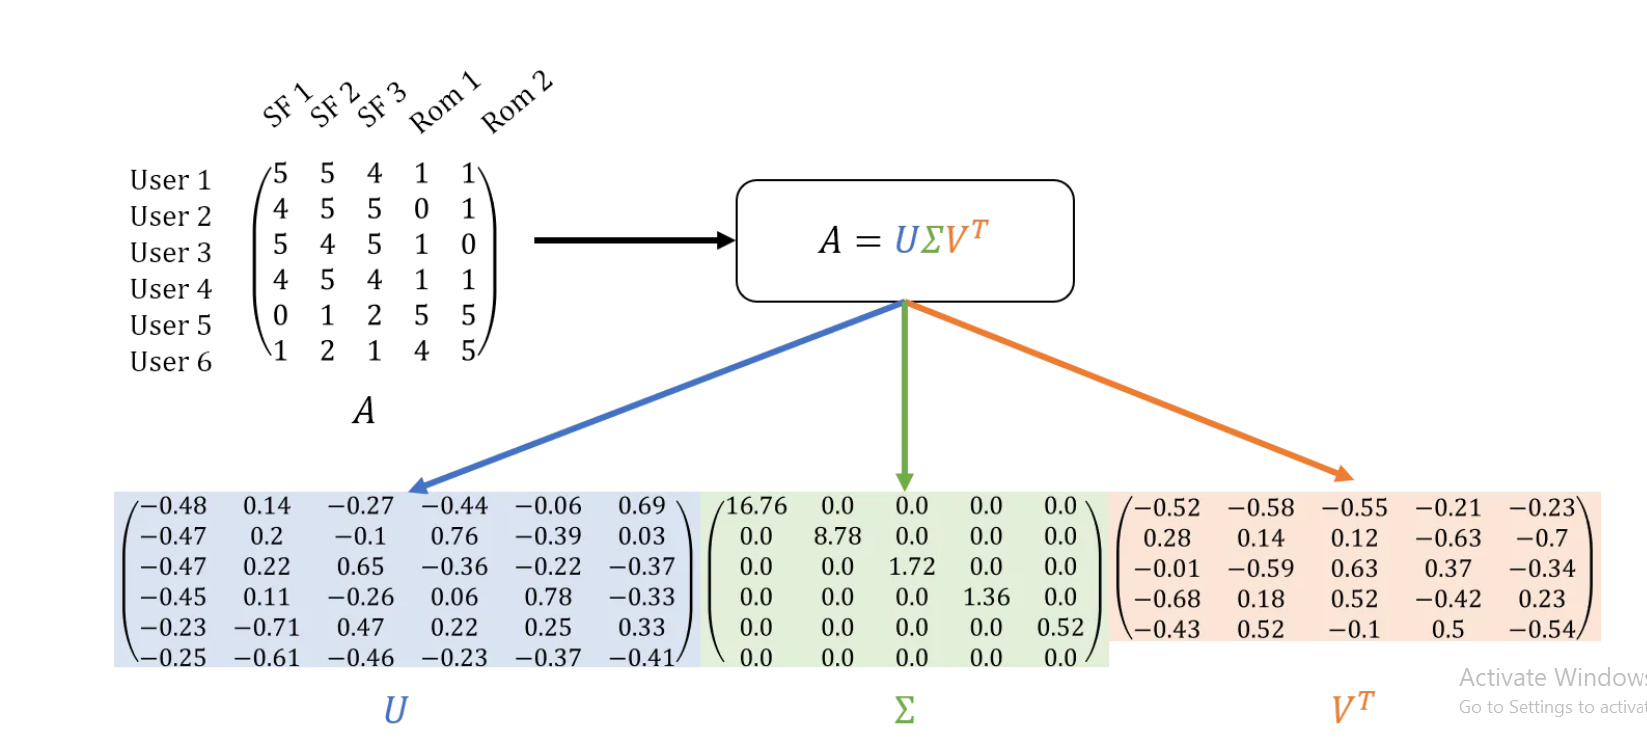 SF 1 SF 2 SF 3 Rom 1 Rom 2
User 1 5 5 4 1 1
User 2 4 5 5 0 1
User 3 5 4 5 1 0
User 4 4 5 4 1 1
User 5 0 1 2 5 5
User 6 1 2 1 4 5
A
A = UΣVᵀ
−0.48 0.14 −0.27 −0.44 −0.06 0.69
−0.47 0.2 −0.1 0.76 −0.39 0.03
−0.47 0.22 0.65 −0.36 −0.22 −0.37
−0.45 0.11 −0.26 0.06 0.78 −0.33
−0.23 −0.71 0.47 0.22 0.25 0.33
−0.25 −0.61 −0.46 −0.23 −0.37 −0.41
U
16.76 0.0 0.0 0.0 0.0
0.0 8.78 0.0 0.0 0.0
0.0 0.0 1.72 0.0 0.0
0.0 0.0 0.0 1.36 0.0
0.0 0.0 0.0 0.0 0.52
0.0 0.0 0.0 0.0 0.0
Σ
−0.52 −0.58 −0.55 −0.21 −0.23
0.28 0.14 0.12 −0.63 −0.7
−0.01 −0.59 0.63 0.37 −0.34
−0.68 0.18 0.52 −0.42 0.23
−0.43 0.52 −0.1 0.5 −0.54
Vᵀ
Activate Windows
Go to Settings to activat